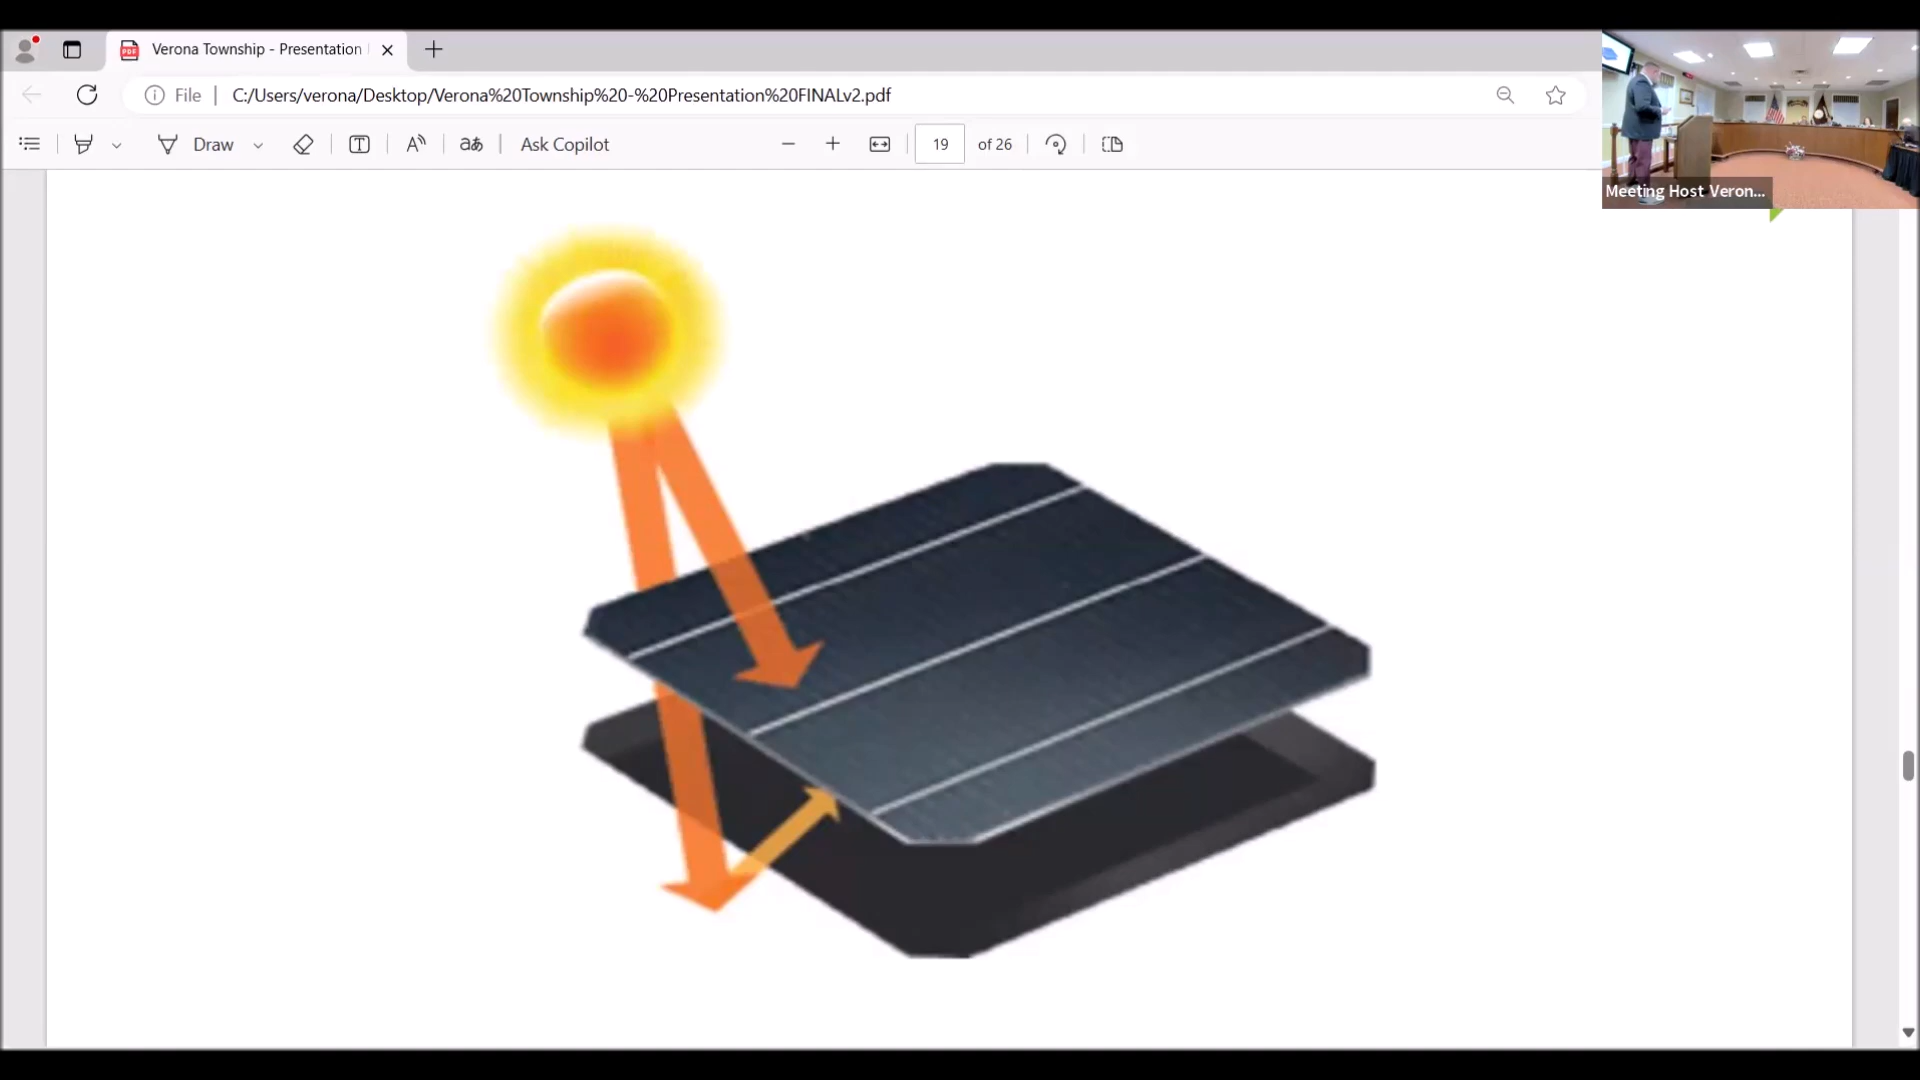 Verona Township - Presentation
File
C:/Users/verona/Desktop/Verona%20Township%20-%20Presentation%20FINALv2.pdf
Draw
Ask Copilot
19
of 26
Meeting Host Veron...